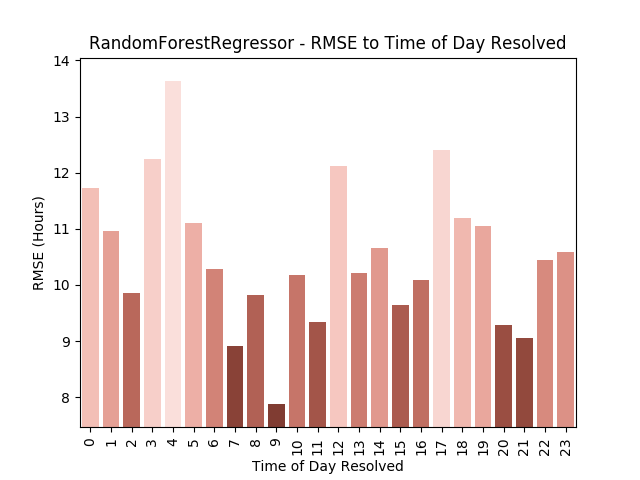 RandomForestRegressor - RMSE to Time of Day Resolved
14
13
12
11
10
9
8
RMSE (Hours)
0 1 2 3 4 5 6 7 8 9 10 11 12 13 14 15 16 17 18 19 20 21 22 23
Time of Day Resolved